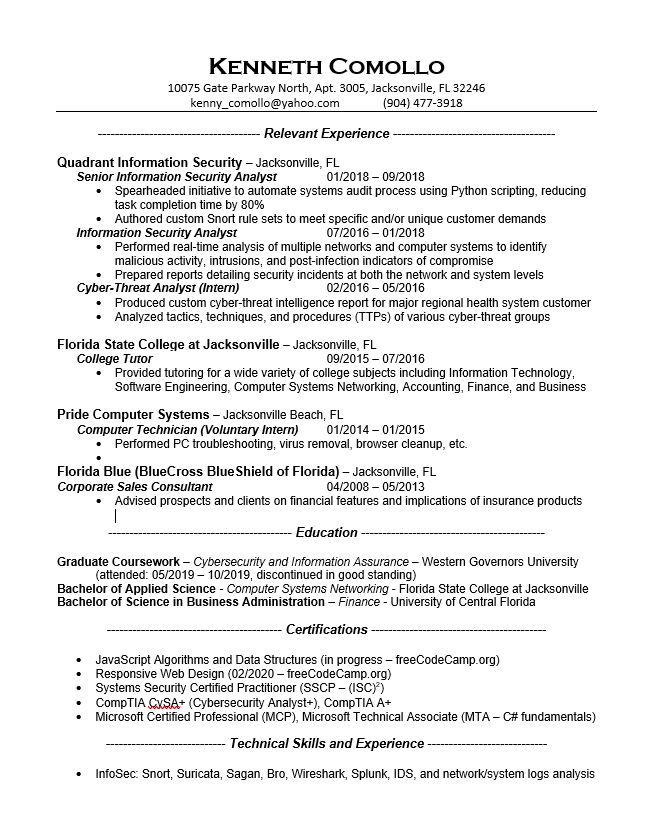 KENNETH COMOLLO
10075 Gate Parkway North, Apt. 3005, Jacksonville, FL 32246
kenny_comollo@yahoo.com (904) 477-3918
-------------------------------------- Relevant Experience --------------------------------------
Quadrant Information Security – Jacksonville, FL
Senior Information Security Analyst 01/2018 – 09/2018
• Spearheaded initiative to automate systems audit process using Python scripting, reducing
task completion time by 80%
• Authored custom Snort rule sets to meet specific and/or unique customer demands
Information Security Analyst 07/2016 – 01/2018
• Performed real-time analysis of multiple networks and computer systems to identify
malicious activity, intrusions, and post-infection indicators of compromise
• Prepared reports detailing security incidents at both the network and system levels
Cyber-Threat Analyst (Intern) 02/2016 – 05/2016
• Produced custom cyber-threat intelligence report for major regional health system customer
• Analyzed tactics, techniques, and procedures (TTPs) of various cyber-threat groups
Florida State College at Jacksonville – Jacksonville, FL
College Tutor 09/2015 – 07/2016
• Provided tutoring for a wide variety of college subjects including Information Technology,
Software Engineering, Computer Systems Networking, Accounting, Finance, and Business
Pride Computer Systems – Jacksonville Beach, FL
Computer Technician (Voluntary Intern) 01/2014 – 01/2015
• Performed PC troubleshooting, virus removal, browser cleanup, etc.
•
Florida Blue (BlueCross BlueShield of Florida) – Jacksonville, FL
Corporate Sales Consultant 04/2008 – 05/2013
• Advised prospects and clients on financial features and implications of insurance products
------------------------------------------- Education -------------------------------------------
Graduate Coursework – Cybersecurity and Information Assurance – Western Governors University
(attended: 05/2019 – 10/2019, discontinued in good standing)
Bachelor of Applied Science - Computer Systems Networking - Florida State College at Jacksonville
Bachelor of Science in Business Administration – Finance - University of Central Florida
----------------------------------------- Certifications -----------------------------------------
• JavaScript Algorithms and Data Structures (in progress – freeCodeCamp.org)
• Responsive Web Design (02/2020 – freeCodeCamp.org)
• Systems Security Certified Practitioner (SSCP – (ISC)²)
• CompTIA CySA+ (Cybersecurity Analyst+), CompTIA A+
• Microsoft Certified Professional (MCP), Microsoft Technical Associate (MTA – C# fundamentals)
---------------------------- Technical Skills and Experience ----------------------------
• InfoSec: Snort, Suricata, Sagan, Bro, Wireshark, Splunk, IDS, and network/system logs analysis